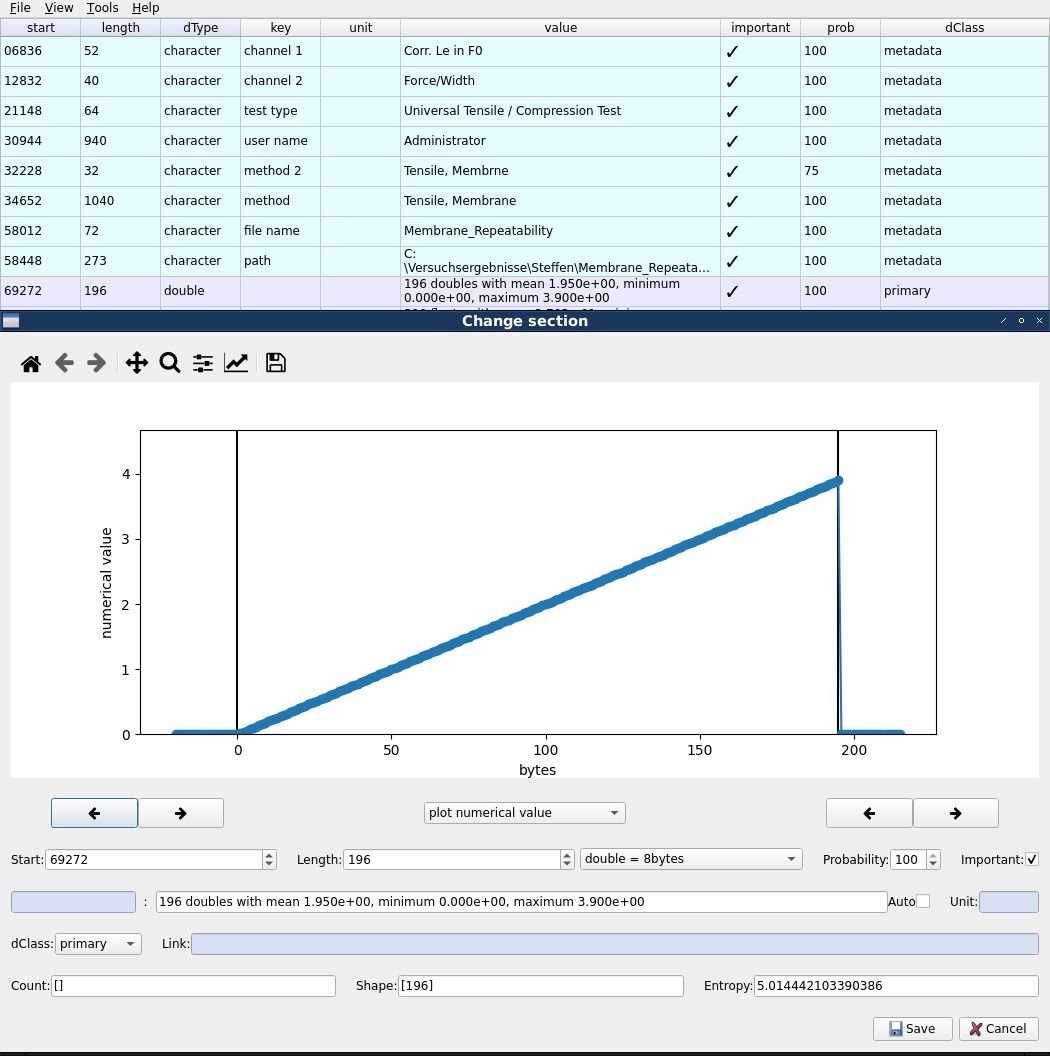 File View Tools Help
start length dType key unit value important prob dClass
06836 52 character channel 1 Corr. Le in F0 ✓ 100 metadata
12832 40 character channel 2 Force/Width ✓ 100 metadata
21148 64 character test type Universal Tensile / Compression Test ✓ 100 metadata
30944 940 character user name Administrator ✓ 100 metadata
32228 32 character method 2 Tensile, Membrne ✓ 75 metadata
34652 1040 character method Tensile, Membrane ✓ 100 metadata
58012 72 character file name Membrane_Repeatability ✓ 100 metadata
58448 273 character path C:
\Versuchsergebnisse\Steffen\Membrane_Repeata... ✓ 100 metadata
69272 196 double 196 doubles with mean 1.950e+00, minimum
0.000e+00, maximum 3.900e+00 ✓ 100 primary
Change section
4
3
2
1
0
numerical value
0 50 100 150 200
bytes
plot numerical value
Start: 69272 Length: 196 double = 8bytes Probability: 100 Important: ✓
: 196 doubles with mean 1.950e+00, minimum 0.000e+00, maximum 3.900e+00 Auto Unit:
dClass: primary Link:
Count: [] Shape: [196] Entropy: 5.014442103390386
Save Cancel